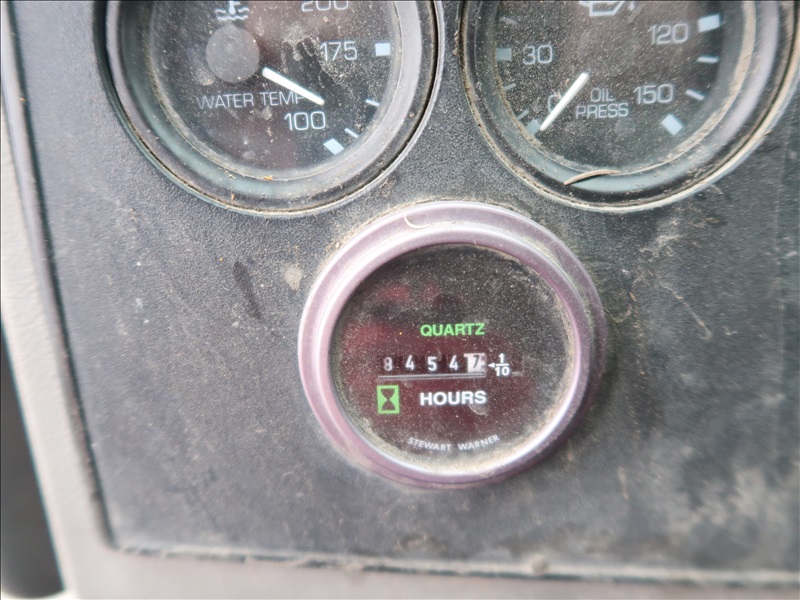 200
175
WATER TEMP
100
30
120
0
150
OIL
PRESS
QUARTZ
8 4 5 4 7 1/10
HOURS
STEWART WARNER